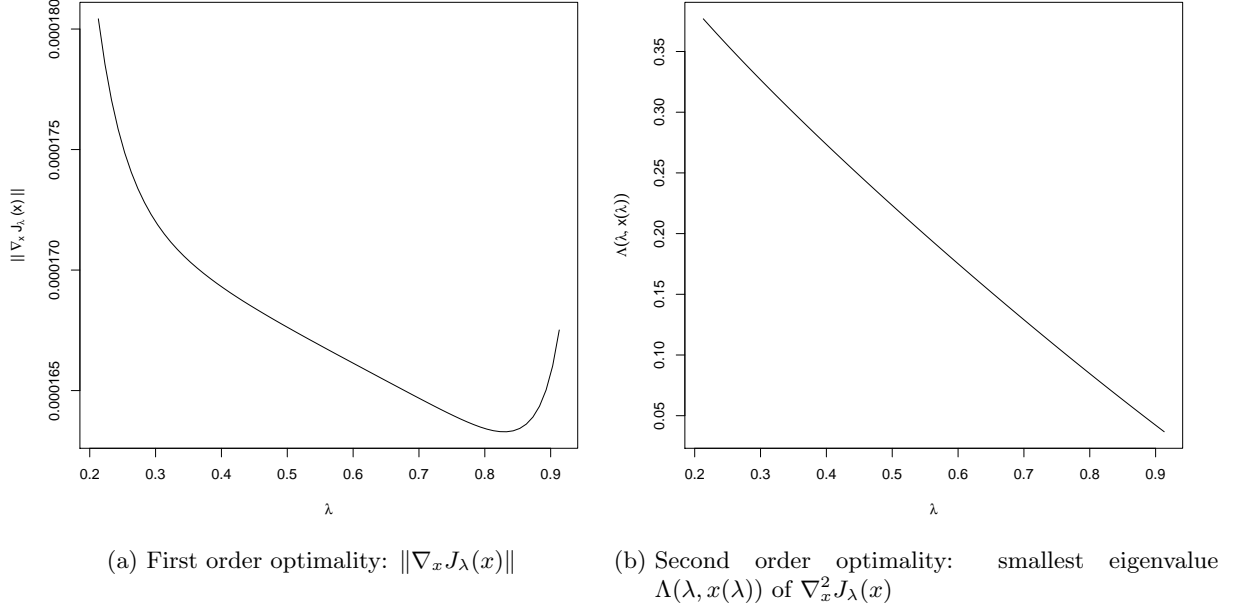 0.000180
0.000175
0.000170
0.000165
|| ∇x Jλ (x) ||
0.2 0.3 0.4 0.5 0.6 0.7 0.8 0.9
λ
0.35
0.30
0.25
0.20
0.15
0.10
0.05
Λ(λ, x(λ))
0.2 0.3 0.4 0.5 0.6 0.7 0.8 0.9
λ
(a) First order optimality: ‖∇ₓJλ(x)‖
(b) Second order optimality: smallest eigenvalue
Λ(λ, x(λ)) of ∇²ₓJλ(x)